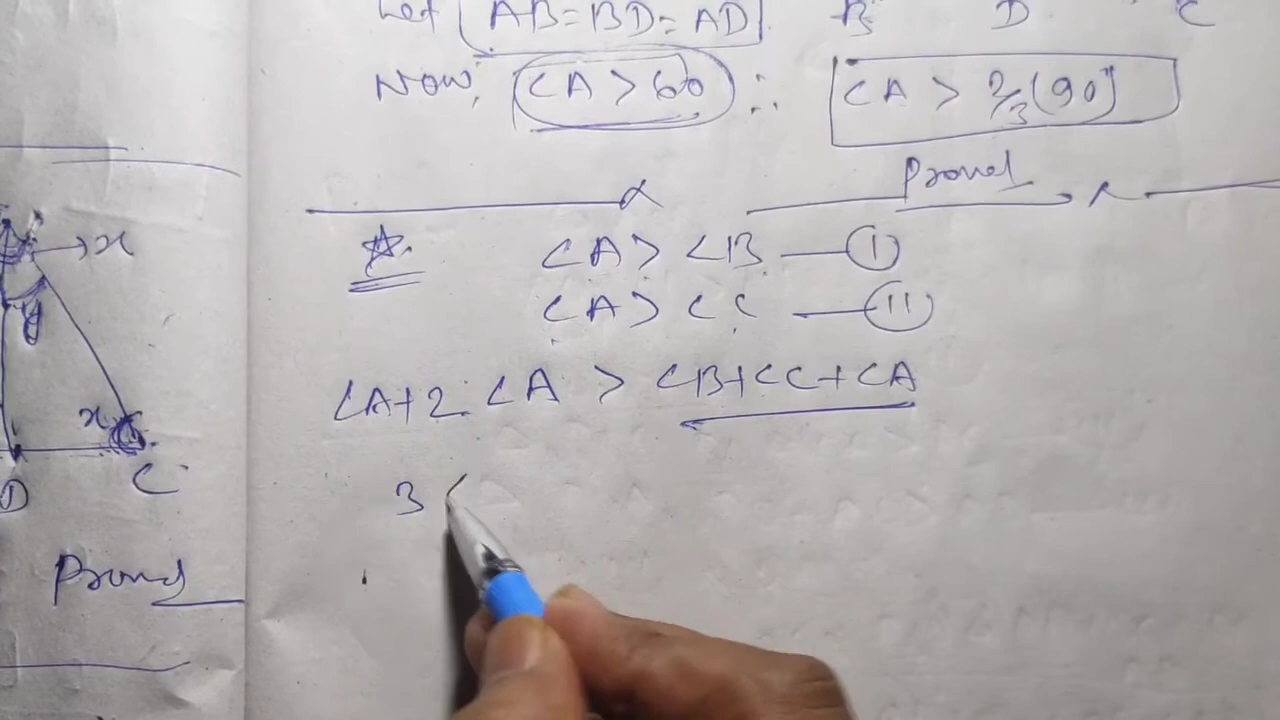 Let AB=BD=AD B D C
Now, <A > 60 ∴ <A > 2/3 (90°)
Proved
<A > <B — I
<A > <C — II
<A + 2 <A > <B + <C + <A
3 <
x
y
x
D C
Proved